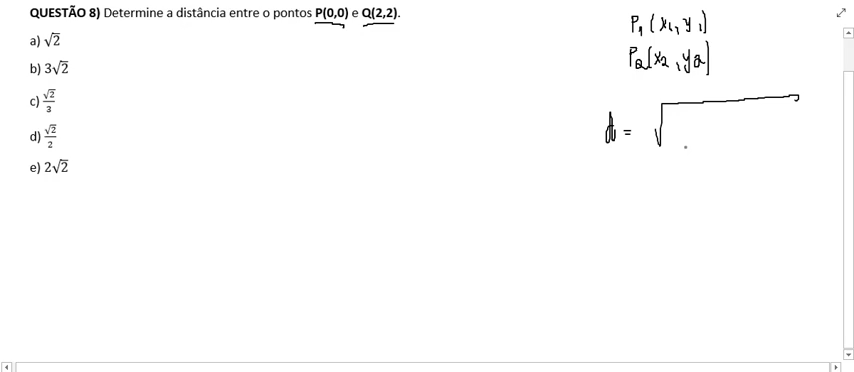 QUESTÃO 8) Determine a distância entre o pontos P(0,0) e Q(2,2).
a) √2
b) 3√2
c) √2/3
d) √2/2
e) 2√2
P₁ (x₁, y₁)
P₂ (x₂, y₂)
d = √